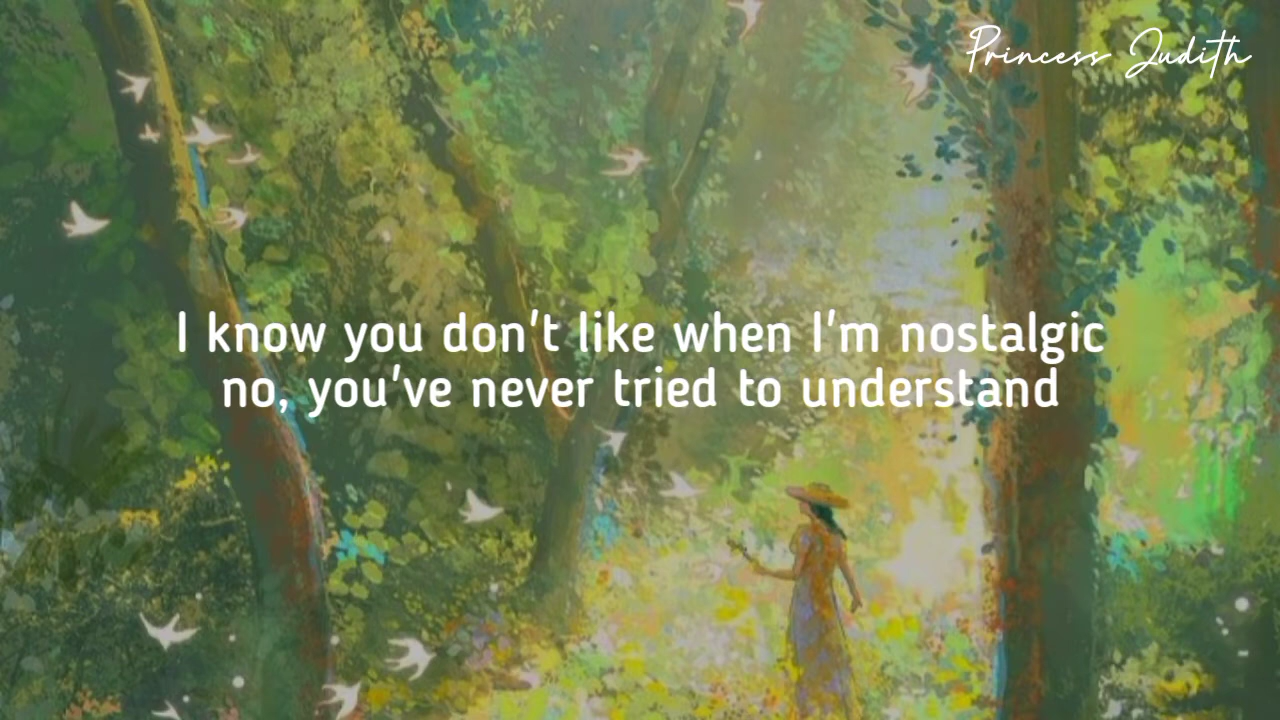 Princess Judith
I know you don't like when I'm nostalgic
no, you've never tried to understand